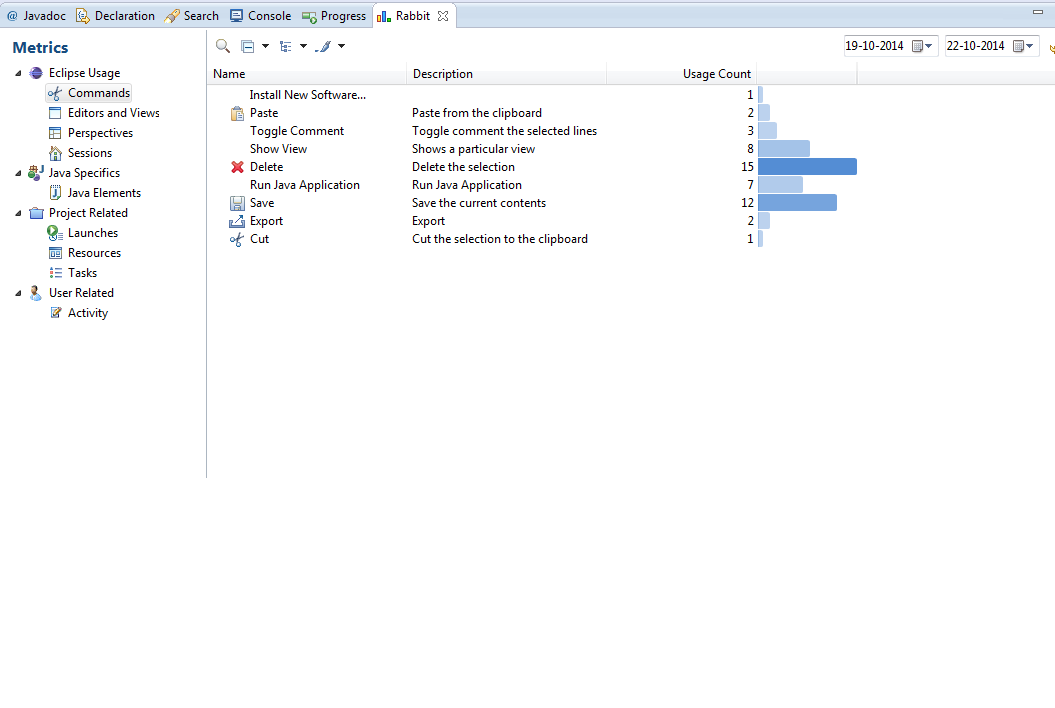 @ Javadoc Declaration Search Console Progress Rabbit
Metrics
19-10-2014 22-10-2014
Eclipse Usage
Commands
Editors and Views
Perspectives
Sessions
Java Specifics
Java Elements
Project Related
Launches
Resources
Tasks
User Related
Activity
Name Description Usage Count
Install New Software... 1
Paste Paste from the clipboard 2
Toggle Comment Toggle comment the selected lines 3
Show View Shows a particular view 8
Delete Delete the selection 15
Run Java Application Run Java Application 7
Save Save the current contents 12
Export Export 2
Cut Cut the selection to the clipboard 1